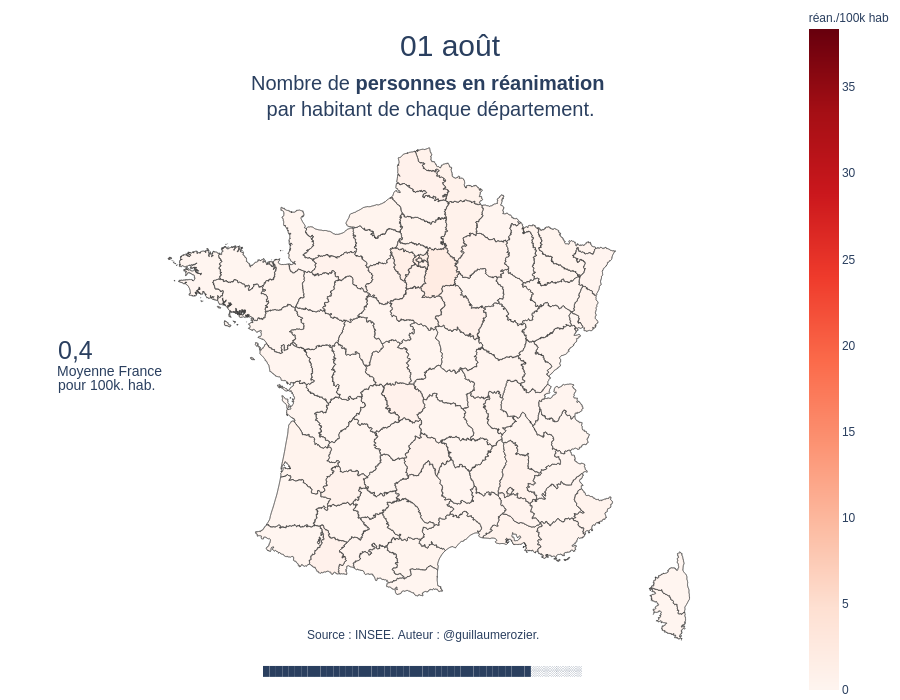 réan./100k hab
01 août
Nombre de personnes en réanimation
par habitant de chaque département.
35
30
25
20
15
10
5
0
0,4
Moyenne France
pour 100k. hab.
Source : INSEE. Auteur : @guillaumerozier.